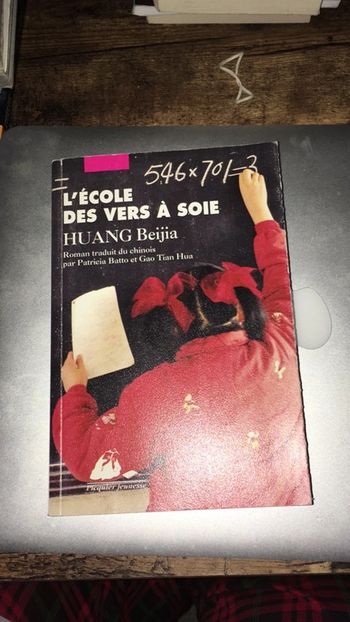 546×701=3
L'ÉCOLE
DES VERS À SOIE
HUANG Beijia
Roman traduit du chinois
par Patricia Batto et Gao Tian Hua
Picquier jeunesse